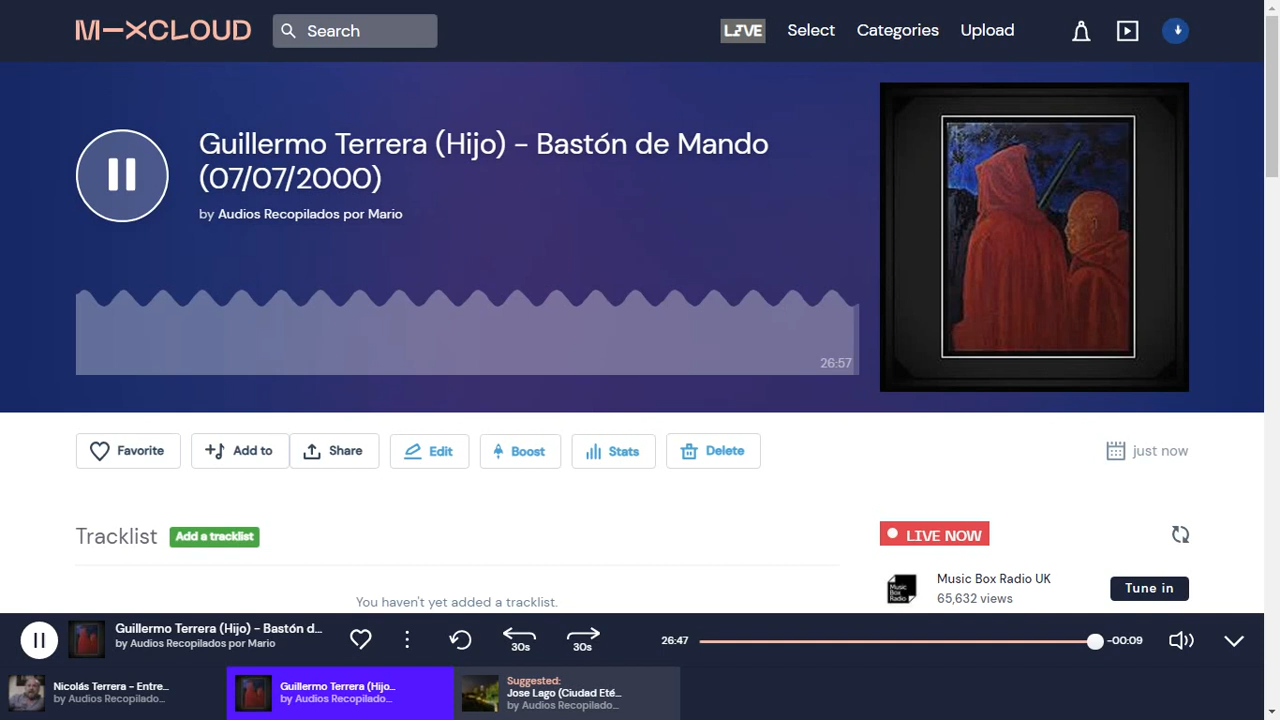 MIXCLOUD
Search
LIVE
Select
Categories
Upload
Guillermo Terrera (Hijo) - Bastón de Mando
(07/07/2000)
by Audios Recopilados por Mario
26:57
Favorite
Add to
Share
Edit
Boost
Stats
Delete
just now
Tracklist
Add a tracklist
LIVE NOW
You haven't yet added a tracklist.
Music
Box
Radio
Music Box Radio UK
65,632 views
Tune in
Guillermo Terrera (Hijo) - Bastón d...
by Audios Recopilados por Mario
30s
30s
26:47
-00:09
Nicolás Terrera - Entre...
by Audios Recopilado...
Guillermo Terrera (Hijo...
by Audios Recopilado...
Suggested:
Jose Lago (Ciudad Eté...
by Audios Recopilado...